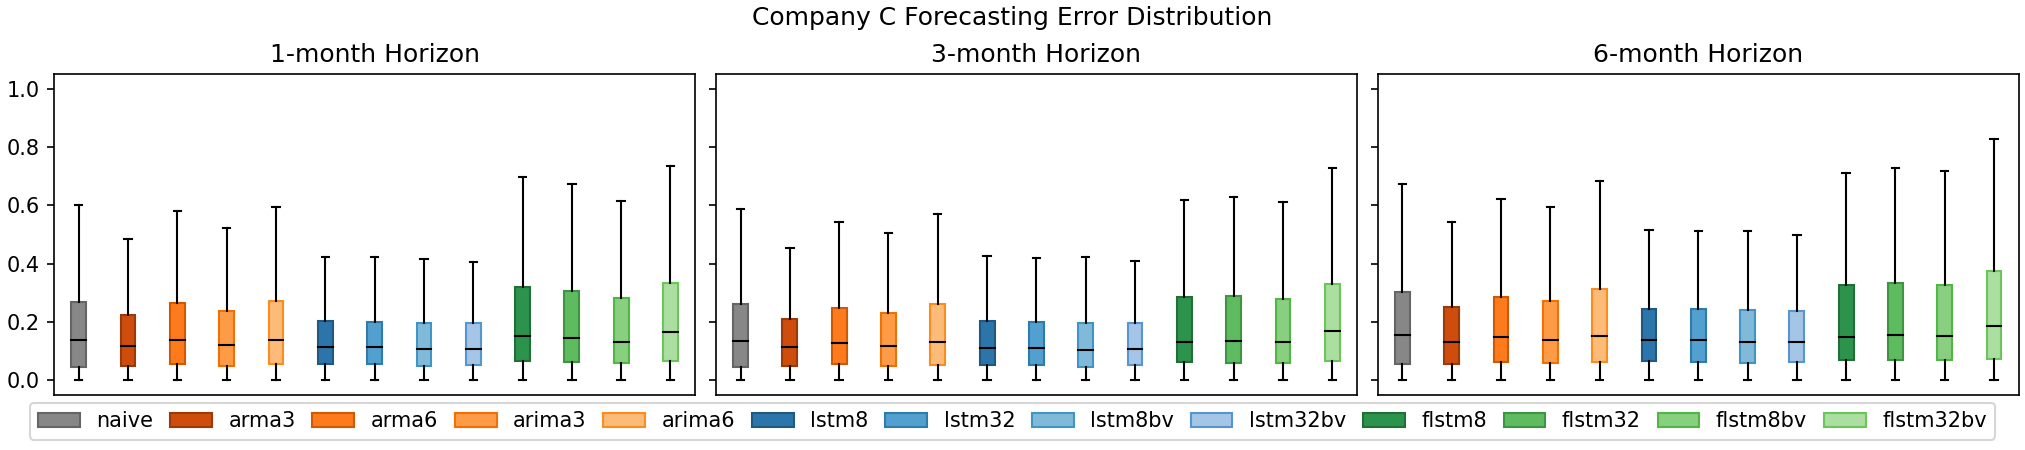 Company C Forecasting Error Distribution
1-month Horizon 3-month Horizon 6-month Horizon
1.0
0.8
0.6
0.4
0.2
0.0
naive arma3 arma6 arima3 arima6 lstm8 lstm32 lstm8bv lstm32bv flstm8 flstm32 flstm8bv flstm32bv